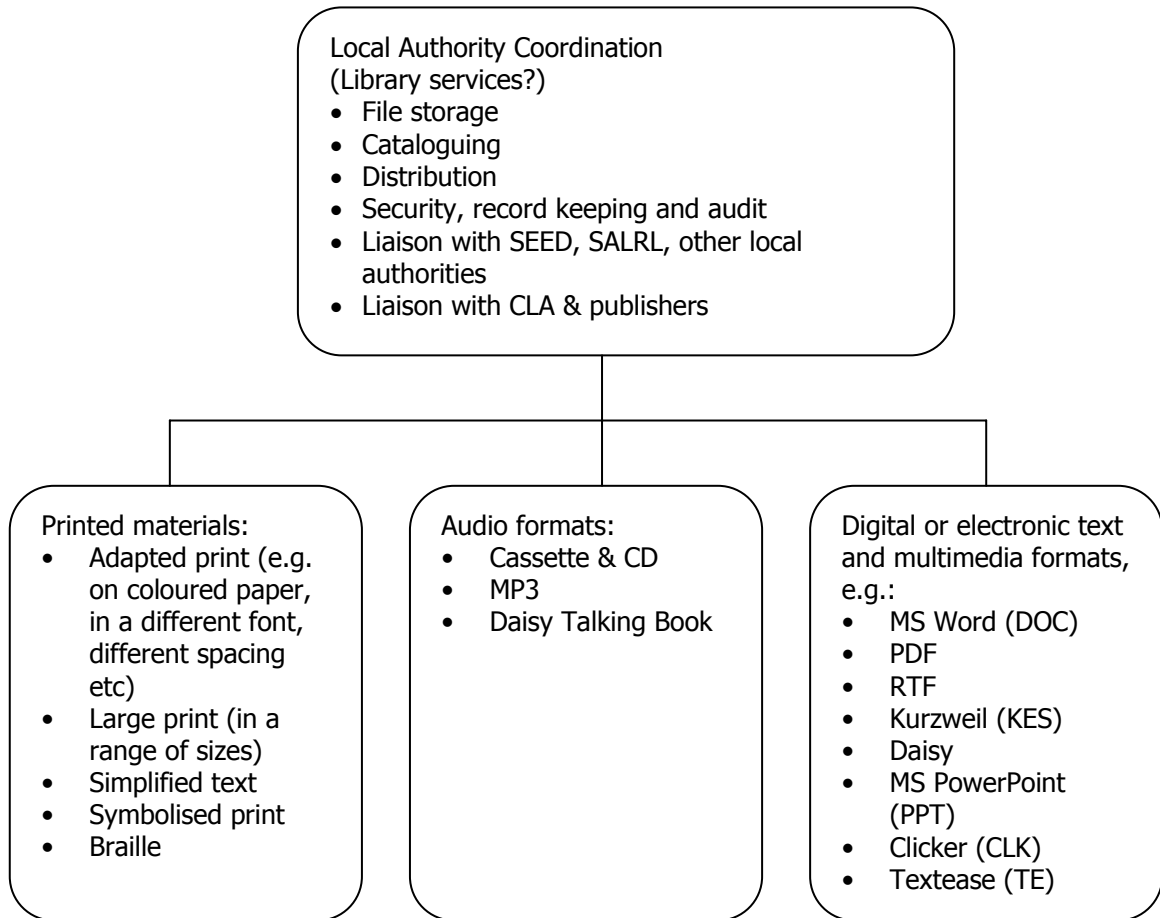 Local Authority Coordination
(Library services?)
• File storage
• Cataloguing
• Distribution
• Security, record keeping and audit
• Liaison with SEED, SALRL, other local
authorities
• Liaison with CLA & publishers
Printed materials:
• Adapted print (e.g.
on coloured paper,
in a different font,
different spacing
etc)
• Large print (in a
range of sizes)
• Simplified text
• Symbolised print
• Braille
Audio formats:
• Cassette & CD
• MP3
• Daisy Talking Book
Digital or electronic text
and multimedia formats,
e.g.:
• MS Word (DOC)
• PDF
• RTF
• Kurzweil (KES)
• Daisy
• MS PowerPoint
(PPT)
• Clicker (CLK)
• Textease (TE)